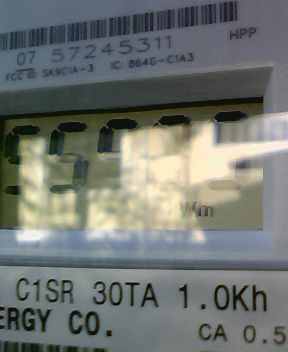 07 57245311
HPP
FCC ID: SK9C1A-3 IC: 864G-C1A3
C1SR 30TA 1.0Kh
ERGY CO.
CA 0.5